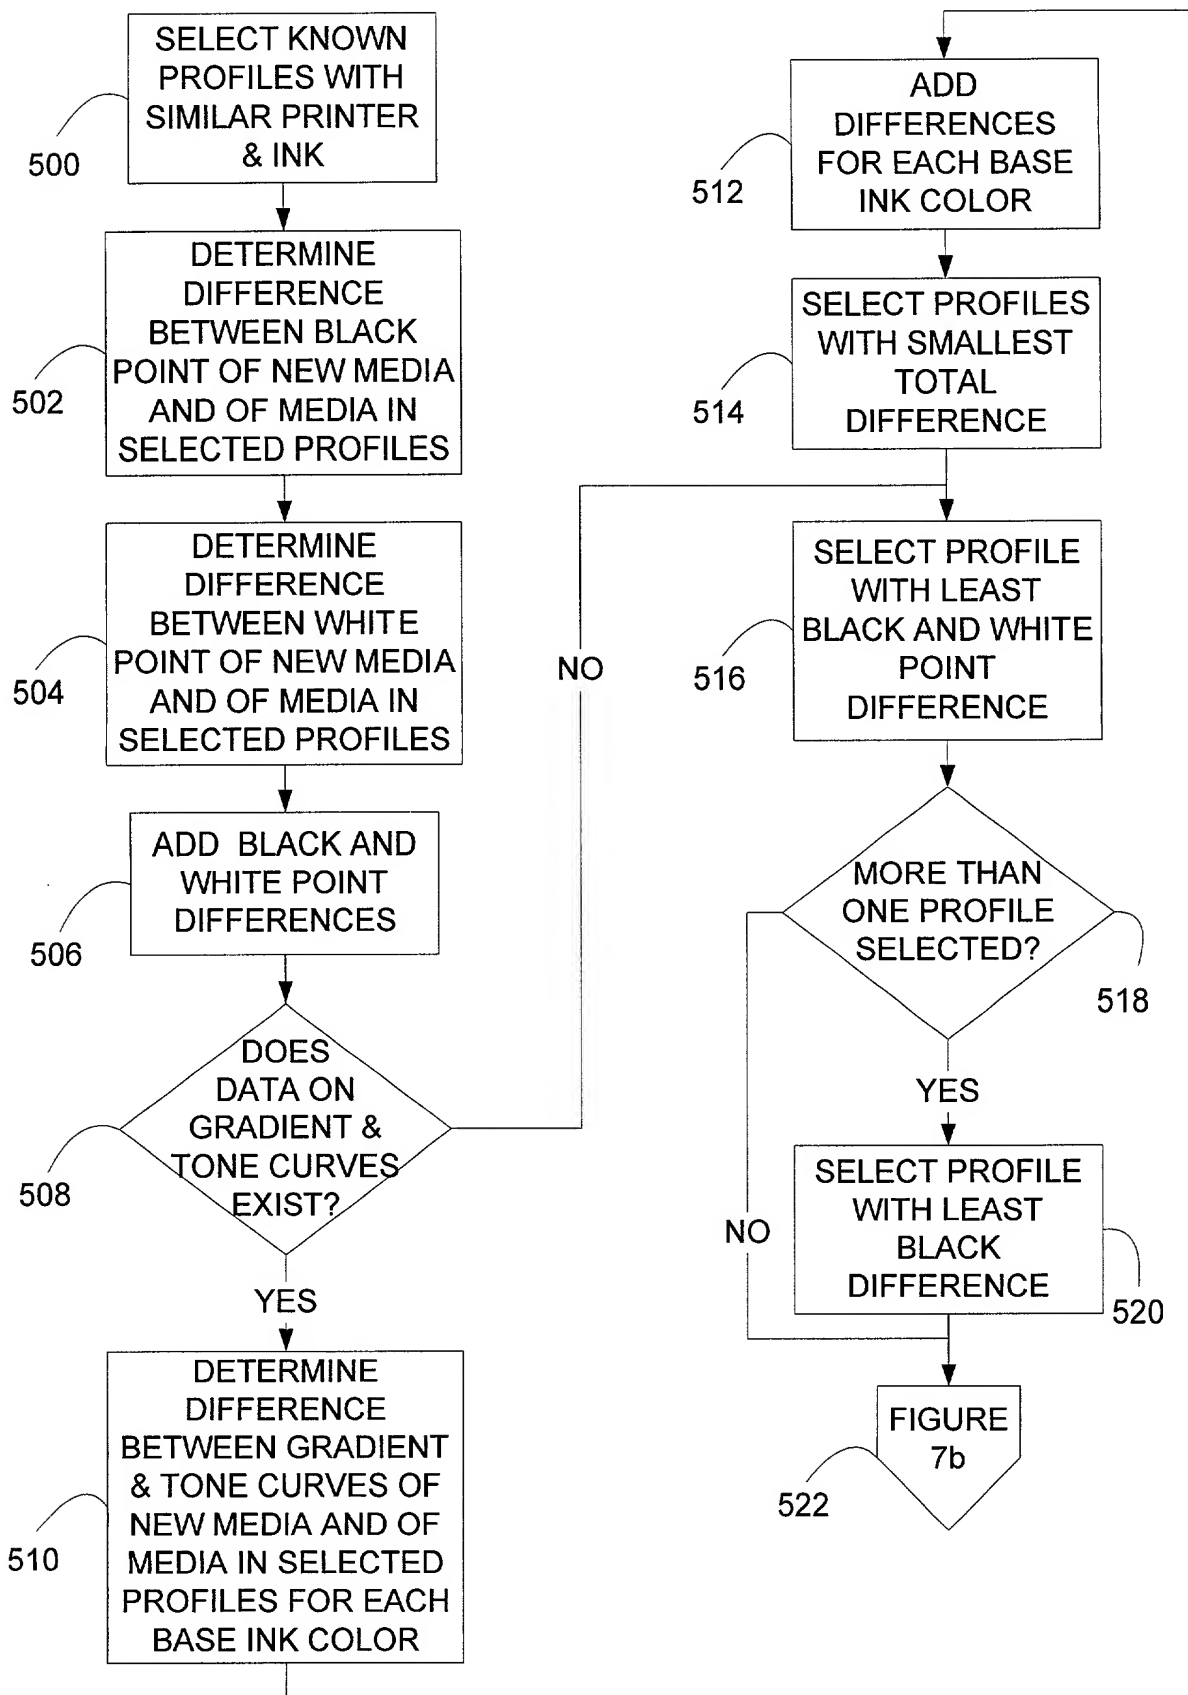 SELECT KNOWN
PROFILES WITH
SIMILAR PRINTER
& INK
500
DETERMINE
DIFFERENCE
BETWEEN BLACK
POINT OF NEW MEDIA
AND OF MEDIA IN
SELECTED PROFILES
502
DETERMINE
DIFFERENCE
BETWEEN WHITE
POINT OF NEW MEDIA
AND OF MEDIA IN
SELECTED PROFILES
504
ADD BLACK AND
WHITE POINT
DIFFERENCES
506
DOES
DATA ON
GRADIENT &
TONE CURVES
EXIST?
508
NO
YES
DETERMINE
DIFFERENCE
BETWEEN GRADIENT
& TONE CURVES OF
NEW MEDIA AND OF
MEDIA IN SELECTED
PROFILES FOR EACH
BASE INK COLOR
510
ADD
DIFFERENCES
FOR EACH BASE
INK COLOR
512
SELECT PROFILES
WITH SMALLEST
TOTAL
DIFFERENCE
514
SELECT PROFILE
WITH LEAST
BLACK AND WHITE
POINT
DIFFERENCE
516
MORE THAN
ONE PROFILE
SELECTED?
518
YES
NO
SELECT PROFILE
WITH LEAST
BLACK
DIFFERENCE
520
FIGURE
7b
522